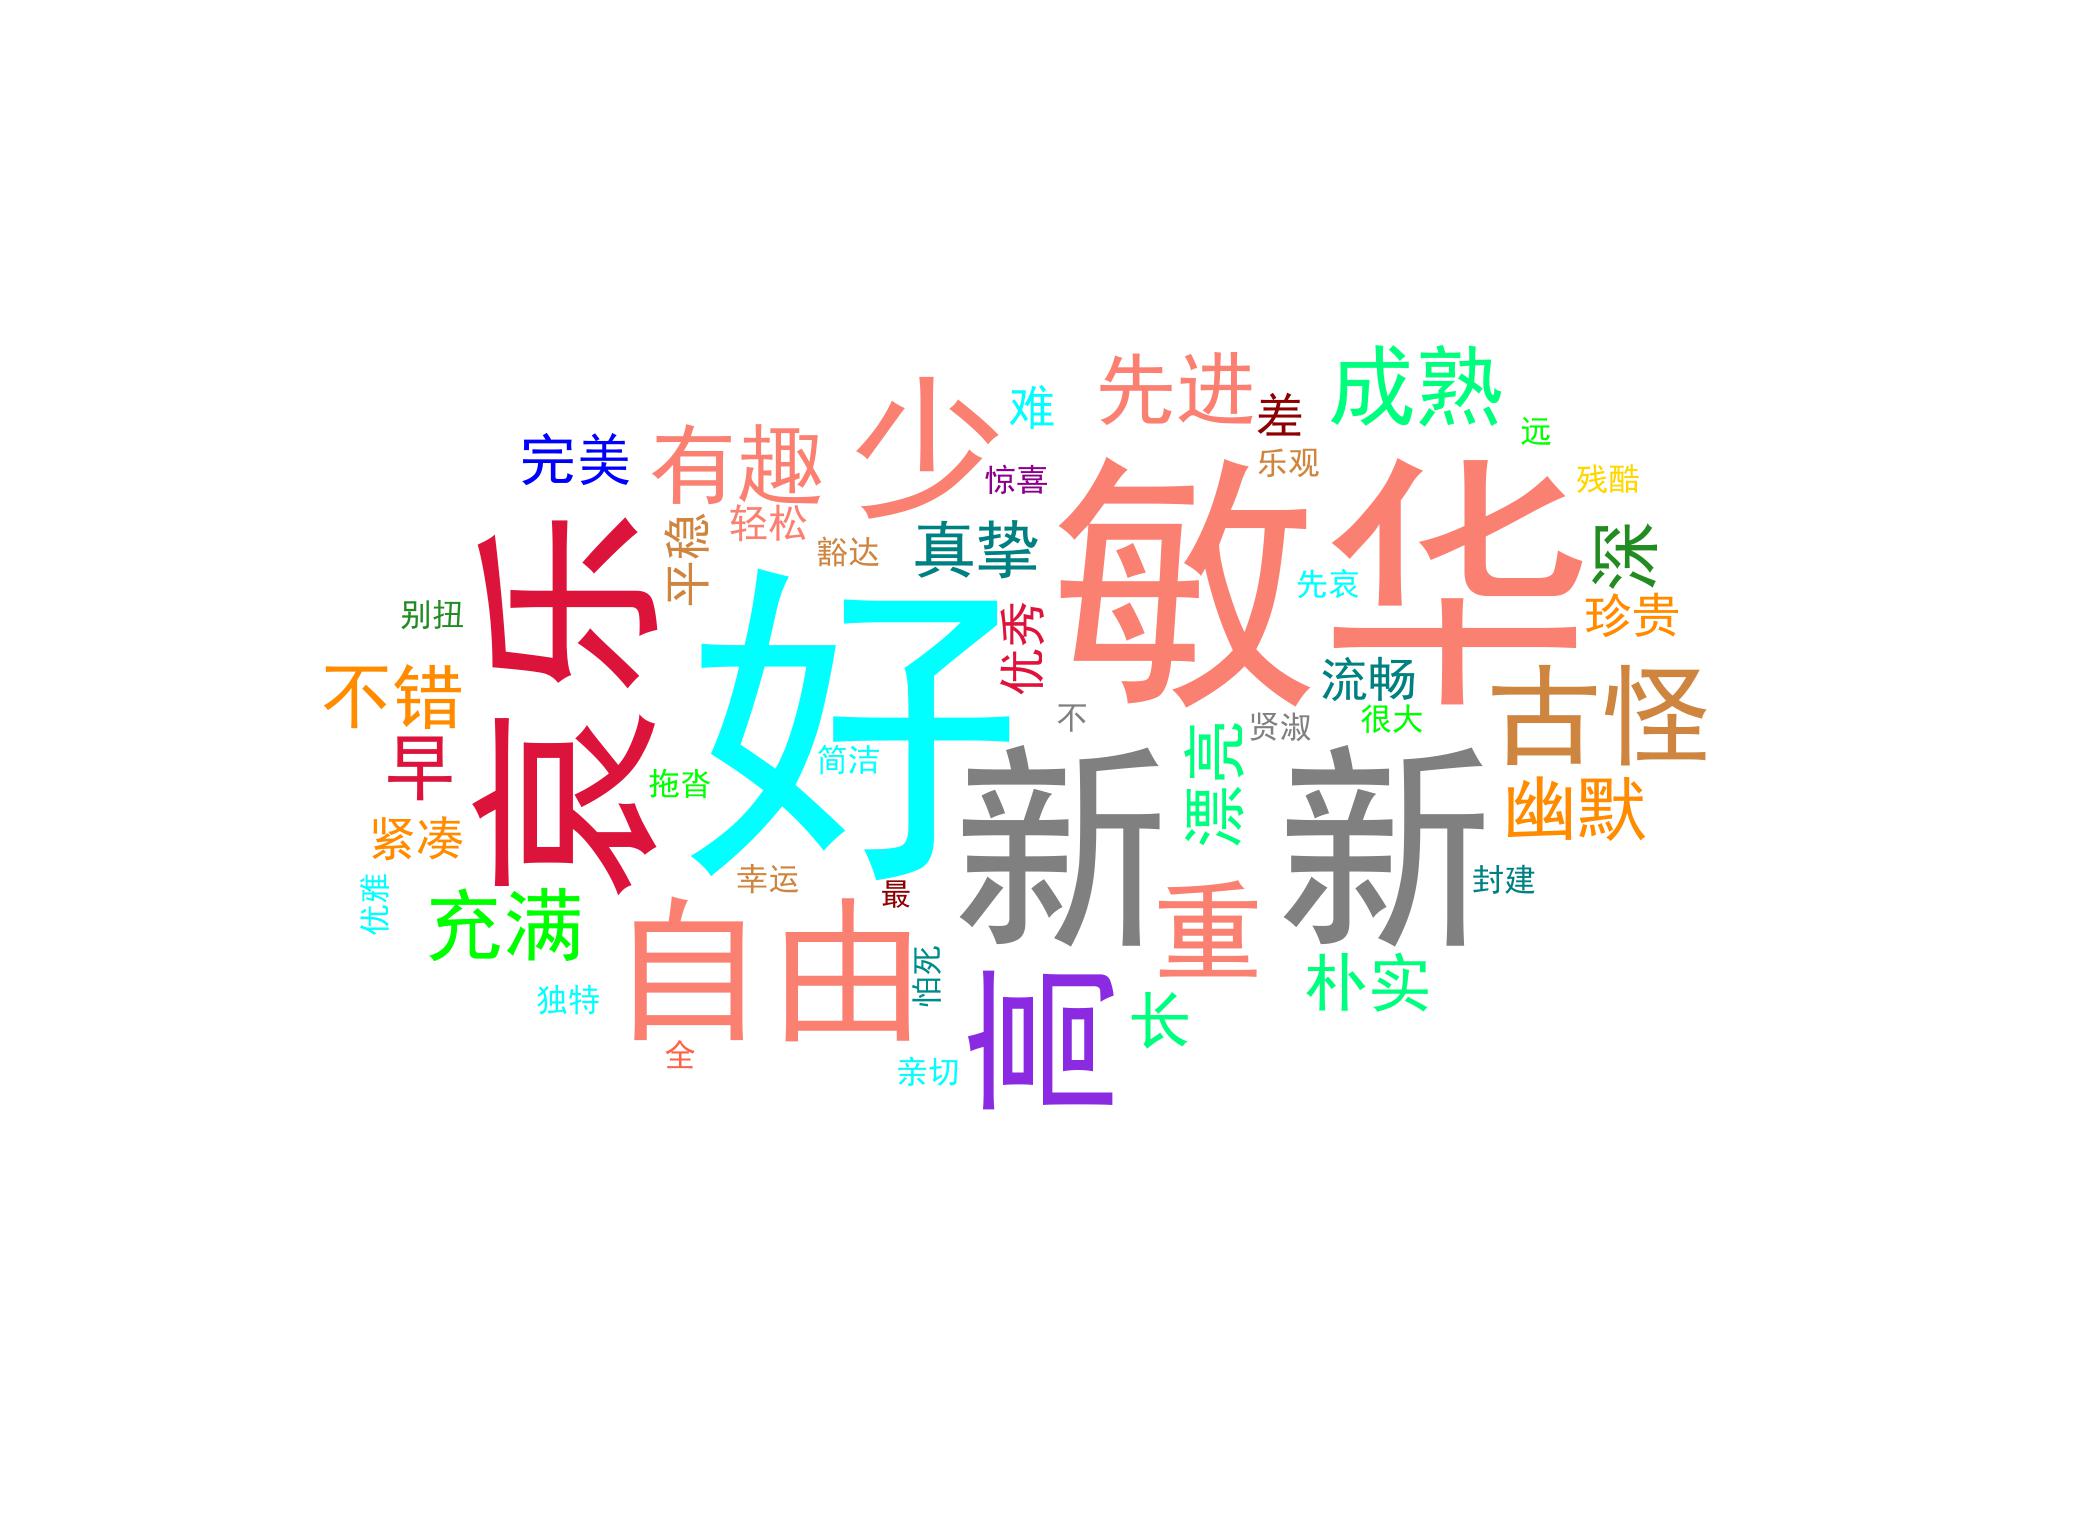 成熟
先进
少
难
差
远
有趣
完美
乐观
惊喜
残酷
敏华
轻松
真挚
豁达
平稳
深
先哀
哀乐
别扭
珍贵
好
优秀
流畅
不错
古怪
不
贤淑
很大
早
简洁
拖沓
漂亮
幽默
新 新
紧凑
幸运
最
封建
优雅
充满
重
自由
怕死
朴实
独特
高
长
全
亲切